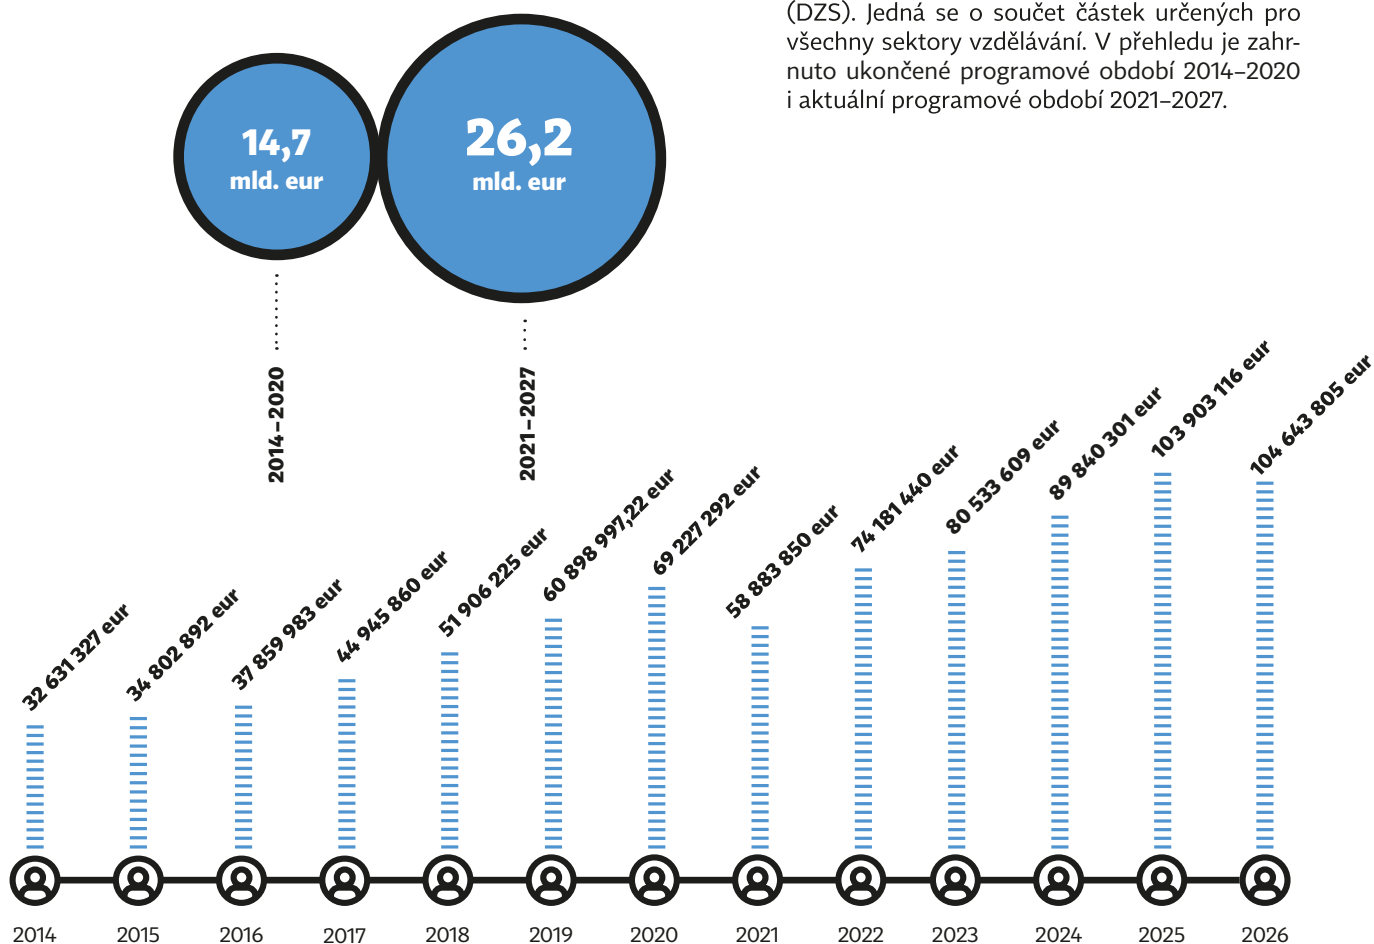 (DZS). Jedná se o součet částek určených pro
všechny sektory vzdělávání. V přehledu je zahr-
nuto ukončené programové období 2014–2020
i aktuální programové období 2021–2027.
14,7
mld. eur
26,2
mld. eur
2014–2020
2021–2027
32 631 327 eur
34 802 892 eur
37 859 983 eur
44 945 860 eur
51 906 225 eur
60 898 997,22 eur
69 227 292 eur
58 883 850 eur
74 181 440 eur
80 533 609 eur
89 840 301 eur
103 903 116 eur
104 643 805 eur
2014
2015
2016
2017
2018
2019
2020
2021
2022
2023
2024
2025
2026